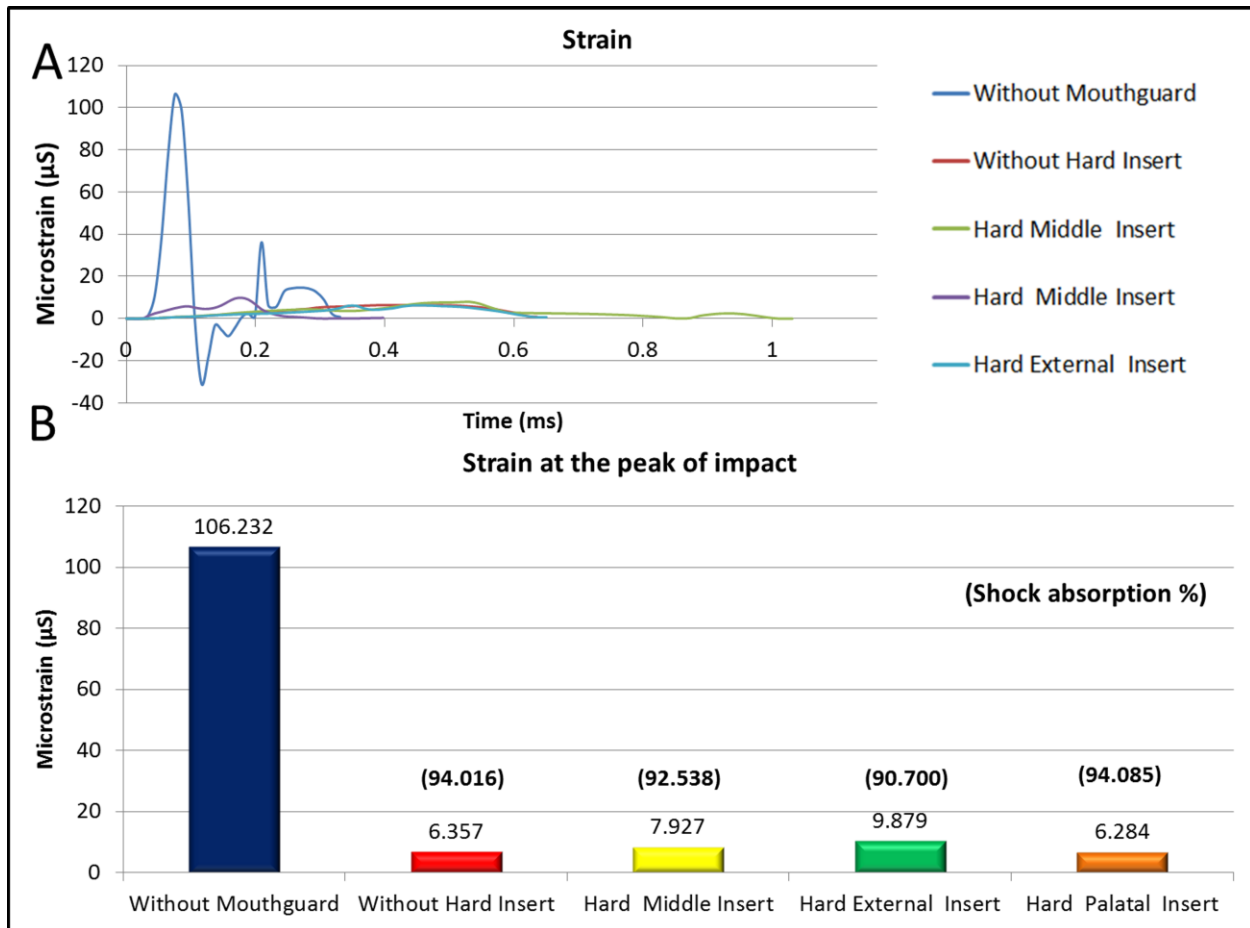 A
Strain
120
100
80
60
40
20
0
-20
-40
Microstrain (µS)
0 0.2 0.4 0.6 0.8 1
Time (ms)
Without Mouthguard
Without Hard Insert
Hard Middle Insert
Hard Middle Insert
Hard External Insert
B
Strain at the peak of impact
120
100
80
60
40
20
0
Microstrain (µS)
106.232
(Shock absorption %)
(94.016) (92.538) (90.700) (94.085)
6.357 7.927 9.879 6.284
Without Mouthguard Without Hard Insert Hard Middle Insert Hard External Insert Hard Palatal Insert